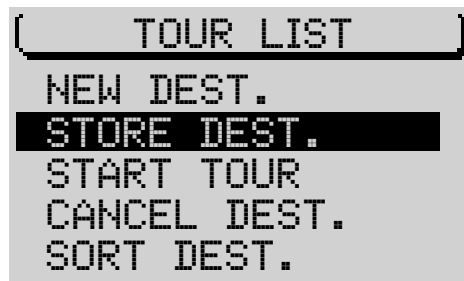 TOUR LIST
NEW DEST.
STORE DEST.
START TOUR
CANCEL DEST.
SORT DEST.